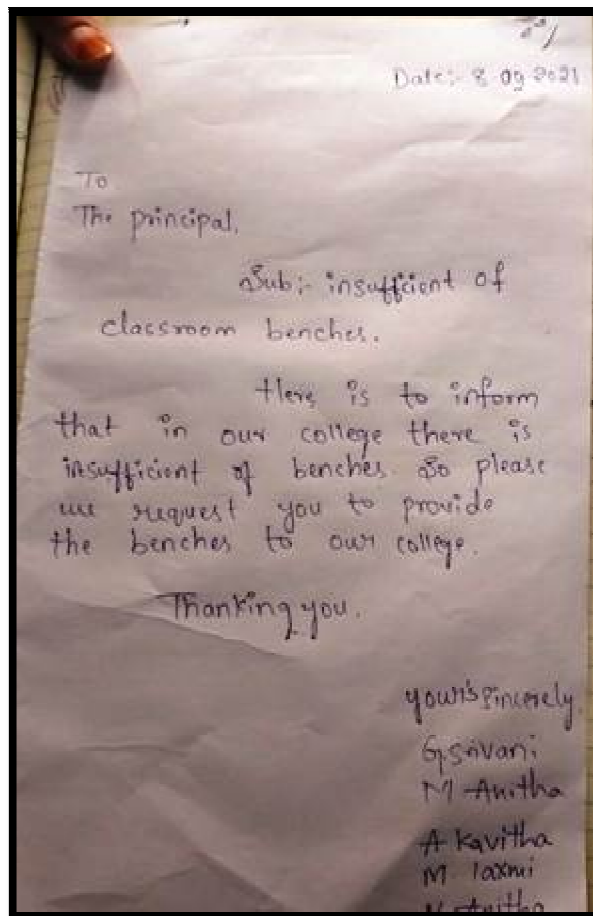 Date:- 8 09 2021
To
The principal,
Sub:- insufficient of
classroom benches.
Here is to inform
that in our college there is
insufficient of benches. So please
we request you to provide
the benches to our college.
Thanking you.
your's sincerely,
G. Srivani
M Anitha
A Kavitha
M. laxmi
Anitha